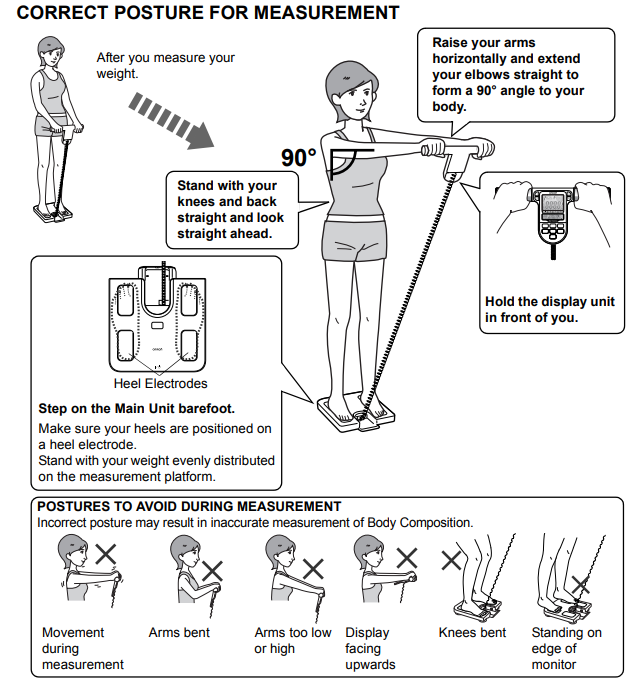 CORRECT POSTURE FOR MEASUREMENT
After you measure your
weight.
Raise your arms
horizontally and extend
your elbows straight to
form a 90° angle to your
body.
90°
Stand with your
knees and back
straight and look
straight ahead.
Hold the display unit
in front of you.
Heel Electrodes
Step on the Main Unit barefoot.
Make sure your heels are positioned on
a heel electrode.
Stand with your weight evenly distributed
on the measurement platform.
POSTURES TO AVOID DURING MEASUREMENT
Incorrect posture may result in inaccurate measurement of Body Composition.
Movement
during
measurement
Arms bent
Arms too low
or high
Display
facing
upwards
Knees bent
Standing on
edge of
monitor